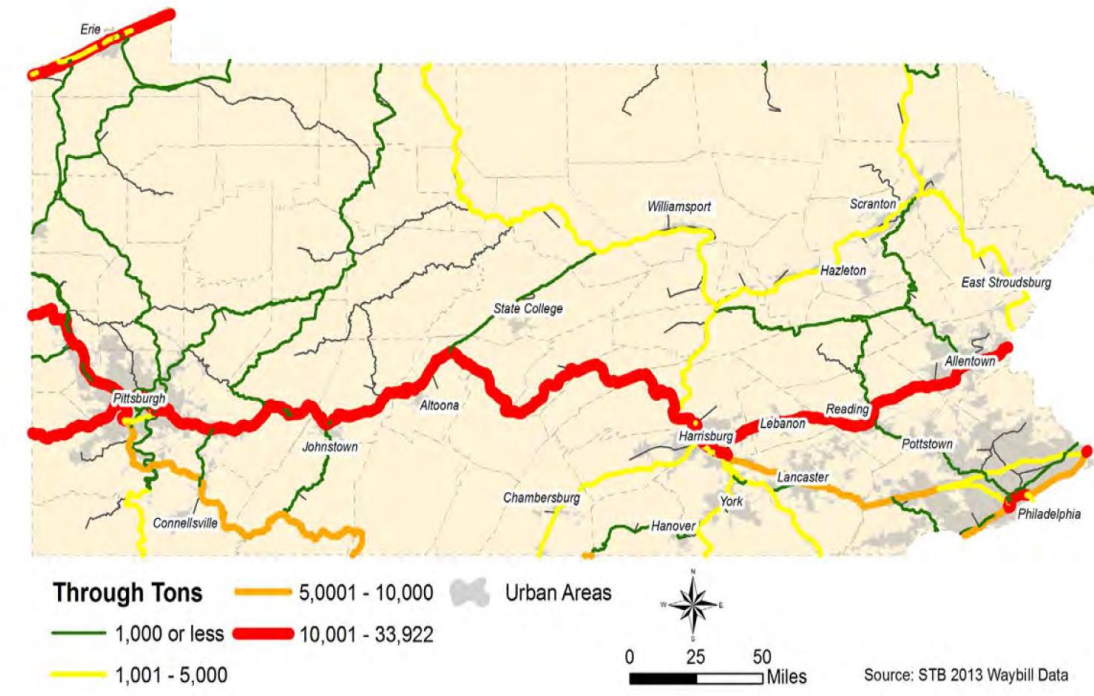 Erie
Williamsport
Scranton
Hazleton
East Stroudsburg
State College
Allentown
Pittsburgh
Altoona
Reading
Lebanon
Harrisburg
Johnstown
Pottstown
Lancaster
Chambersburg
York
Connellsville
Hanover
Philadelphia
Through Tons
5,0001 - 10,000
Urban Areas
1,000 or less
10,001 - 33,922
1,001 - 5,000
N
W
E
S
0 25 50
Miles
Source: STB 2013 Waybill Data